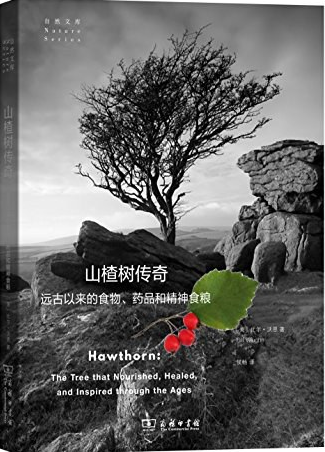 自然文库
Nature
Series
山楂树传奇
山楂树传奇
远古以来的食物、药品和精神食粮
Hawthorn:
The Tree that Nourished, Healed,
and Inspired through the Ages
商务印书馆
The Commercial Press